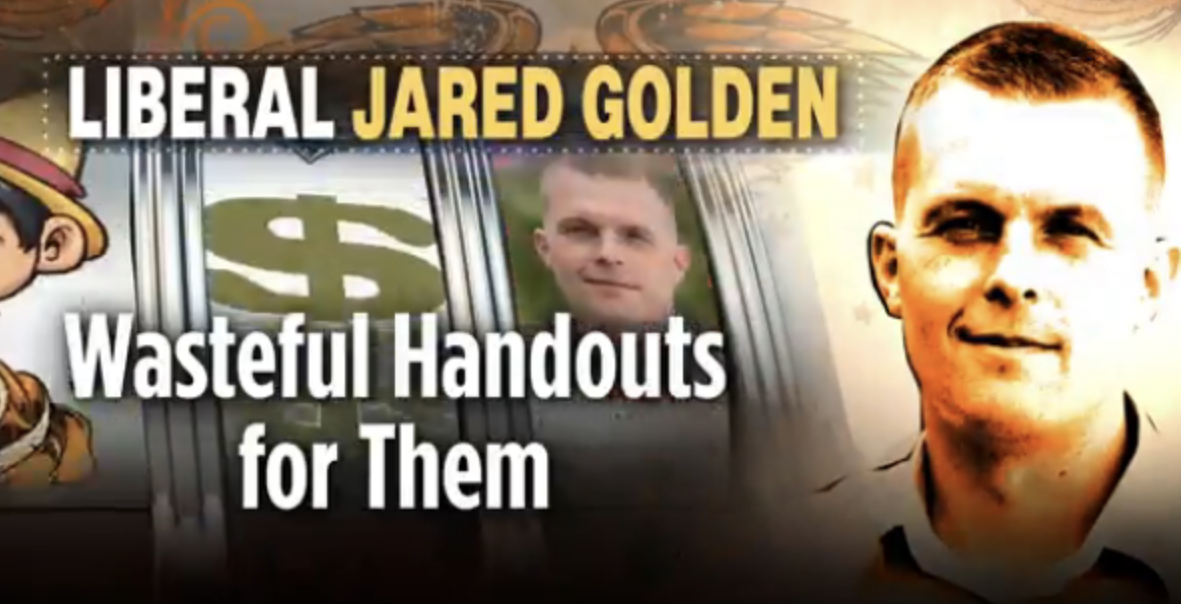 LIBERAL JARED GOLDEN
$
Wasteful Handouts
for Them